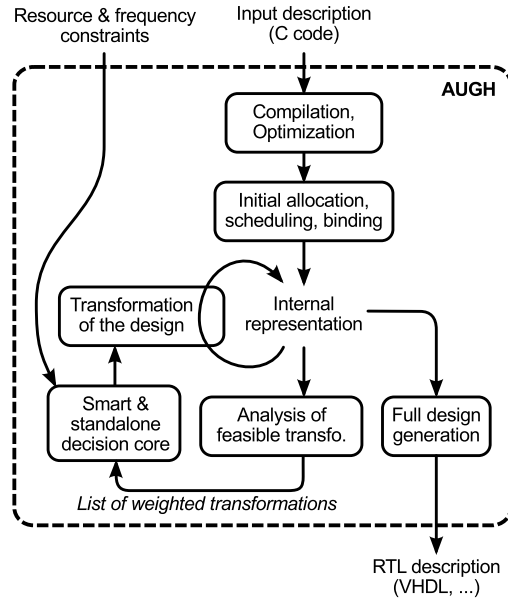 Resource & frequency
constraints
Input description
(C code)
AUGH
Compilation,
Optimization
Initial allocation,
scheduling, binding
Transformation
of the design
Internal
representation
Smart &
standalone
decision core
Analysis of
feasible transfo.
Full design
generation
List of weighted transformations
RTL description
(VHDL, ...)